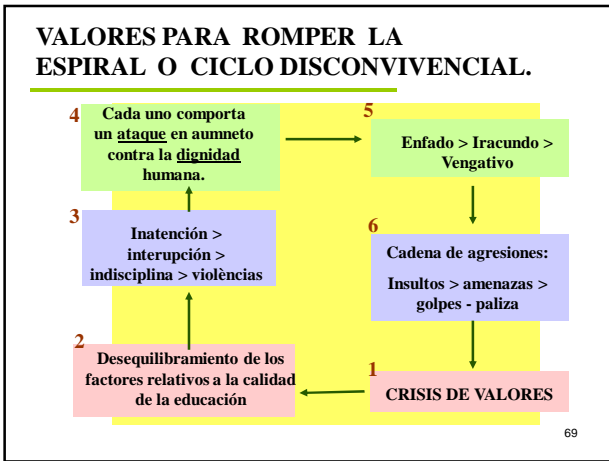 VALORES PARA ROMPER LA
ESPIRAL O CICLO DISCONVIVENCIAL.
4
Cada uno comporta
un ataque en aumneto
contra la dignidad
humana.
5
Enfado > Iracundo >
Vengativo
3
Inatención >
interupción >
indisciplina > violències
6
Cadena de agresiones:
Insultos > amenazas >
golpes - paliza
2
Desequilibramiento de los
factores relativos a la calidad
de la educación
1
CRISIS DE VALORES
69